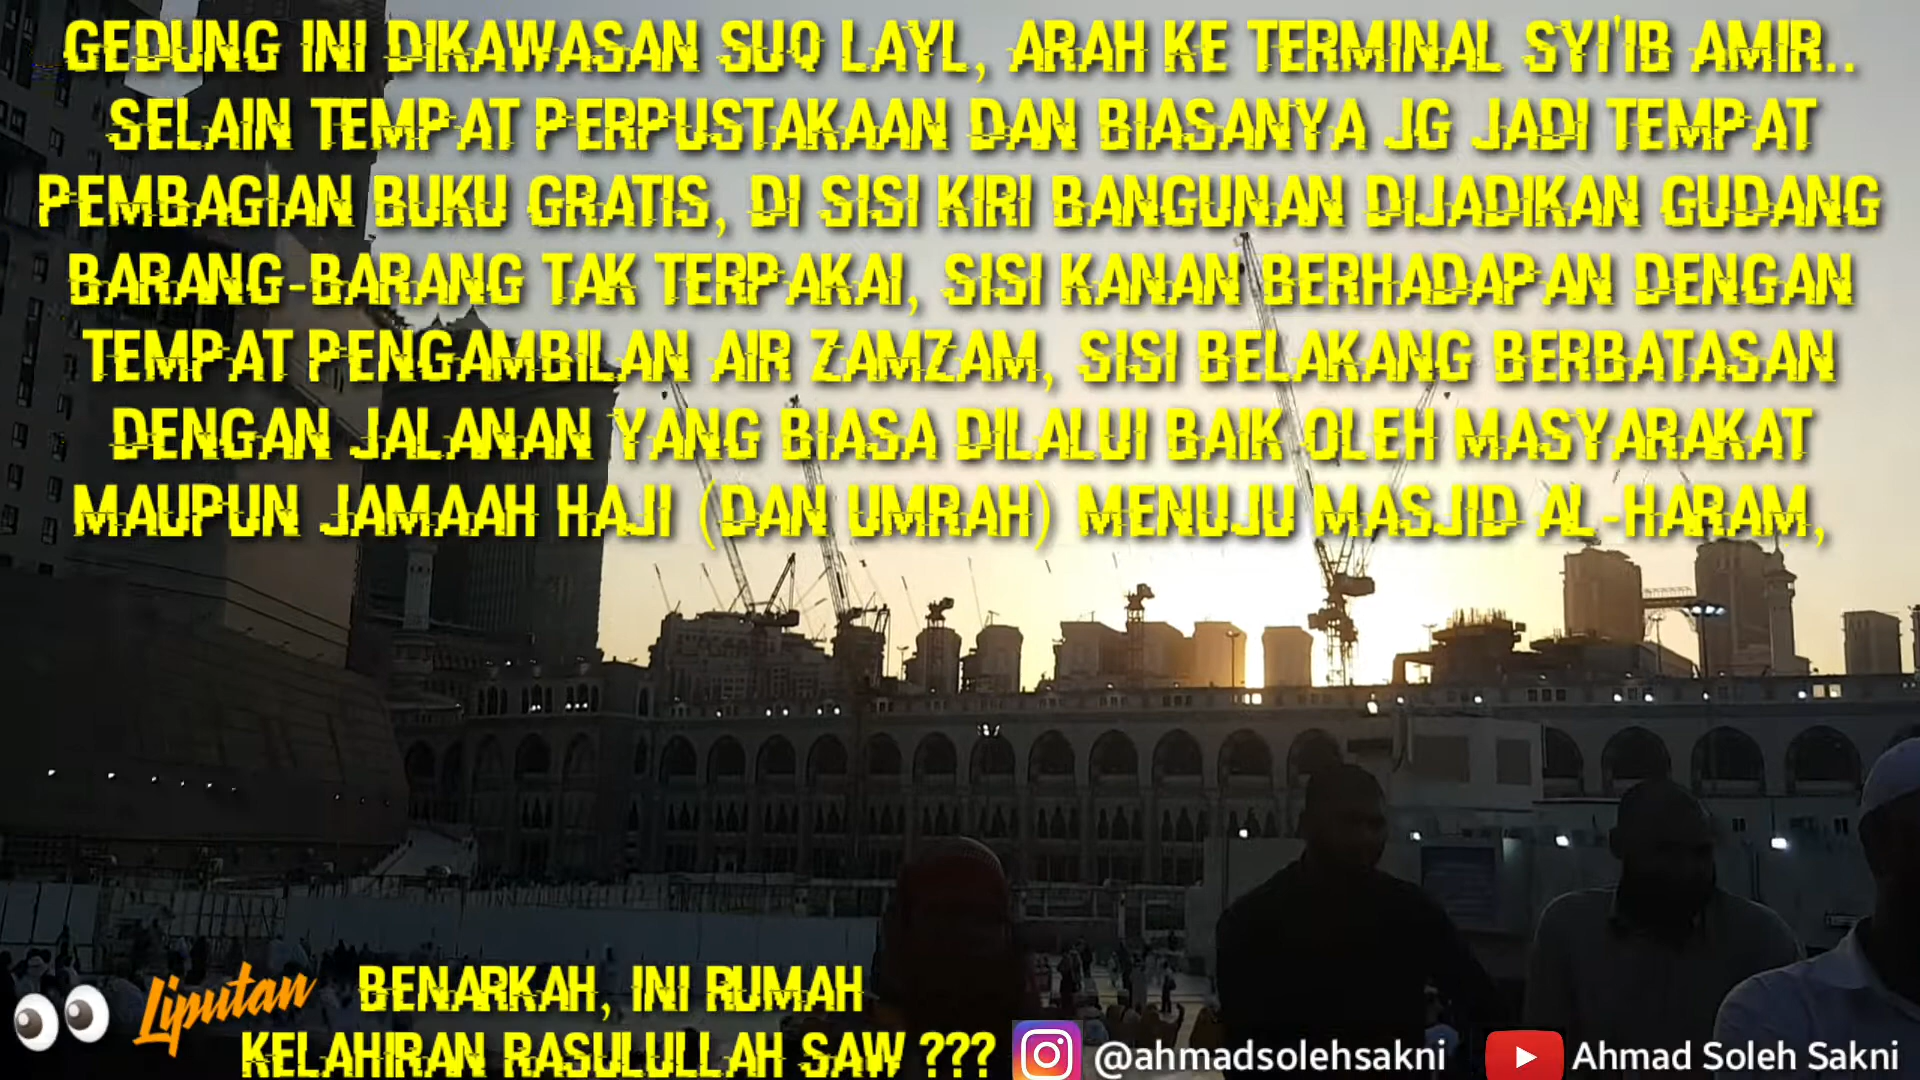 GEDUNG INI DIKAWASAN SUQ LAYL, ARAH KE TERMINAL SYI'IB AMIR..
SELAIN TEMPAT PERPUSTAKAAN DAN BIASANYA JG JADI TEMPAT
PEMBAGIAN BUKU GRATIS, DI SISI KIRI BANGUNAN DIJADIKAN GUDANG
BARANG-BARANG TAK TERPAKAI, SISI KANAN BERHADAPAN DENGAN
TEMPAT PENGAMBILAN AIR ZAMZAM, SISI BELAKANG BERBATASAN
DENGAN JALANAN YANG BIASA DILALUI BAIK OLEH MASYARAKAT
MAUPUN JAMAAH HAJI (DAN UMRAH) MENUJU MASJID AL-HARAM,
Liputan
BENARKAH, INI RUMAH
KELAHIRAN RASULULLAH SAW ???
@ahmadsolehsakni
Ahmad Soleh Sakni